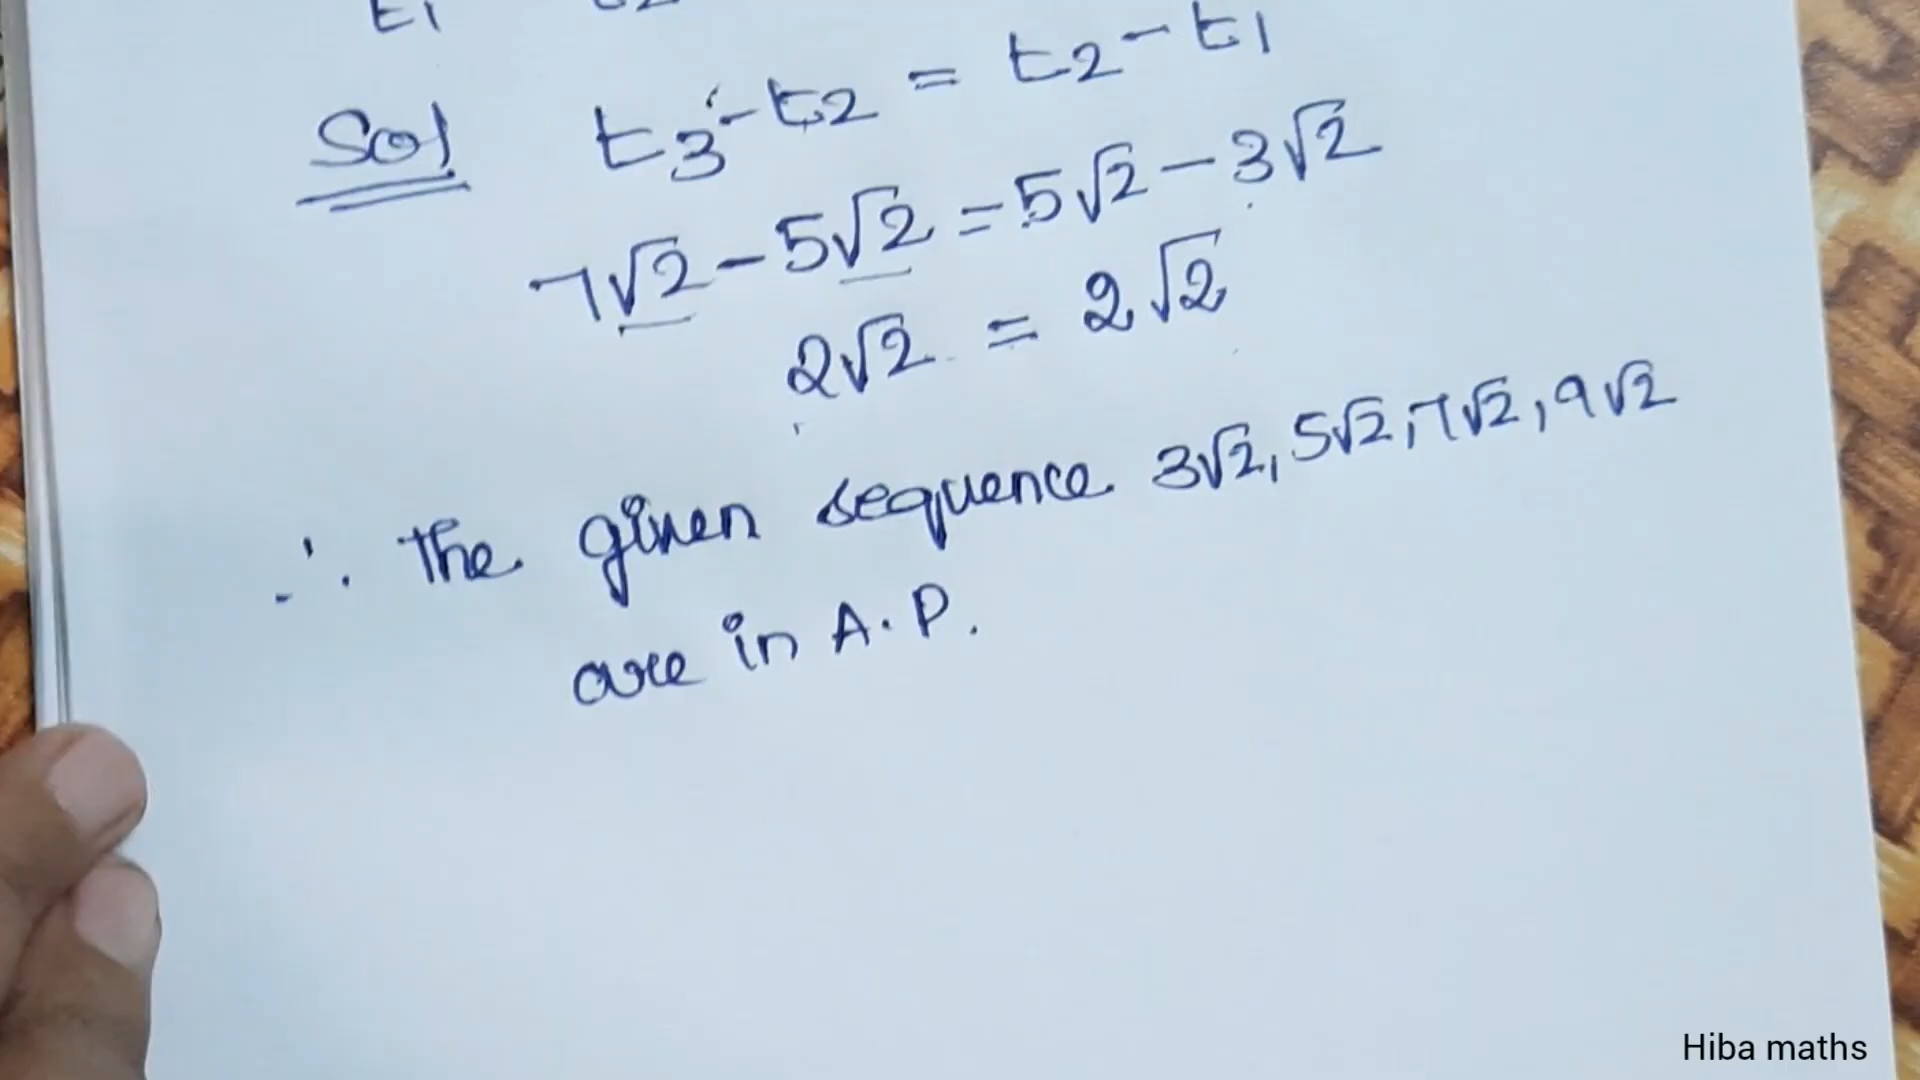 t1
Sol t3 - t2 = t2 - t1
7√2 - 5√2 = 5√2 - 3√2
2√2 = 2√2
∴ The given sequence 3√2, 5√2, 7√2, 9√2
are in A.P.
Hiba maths